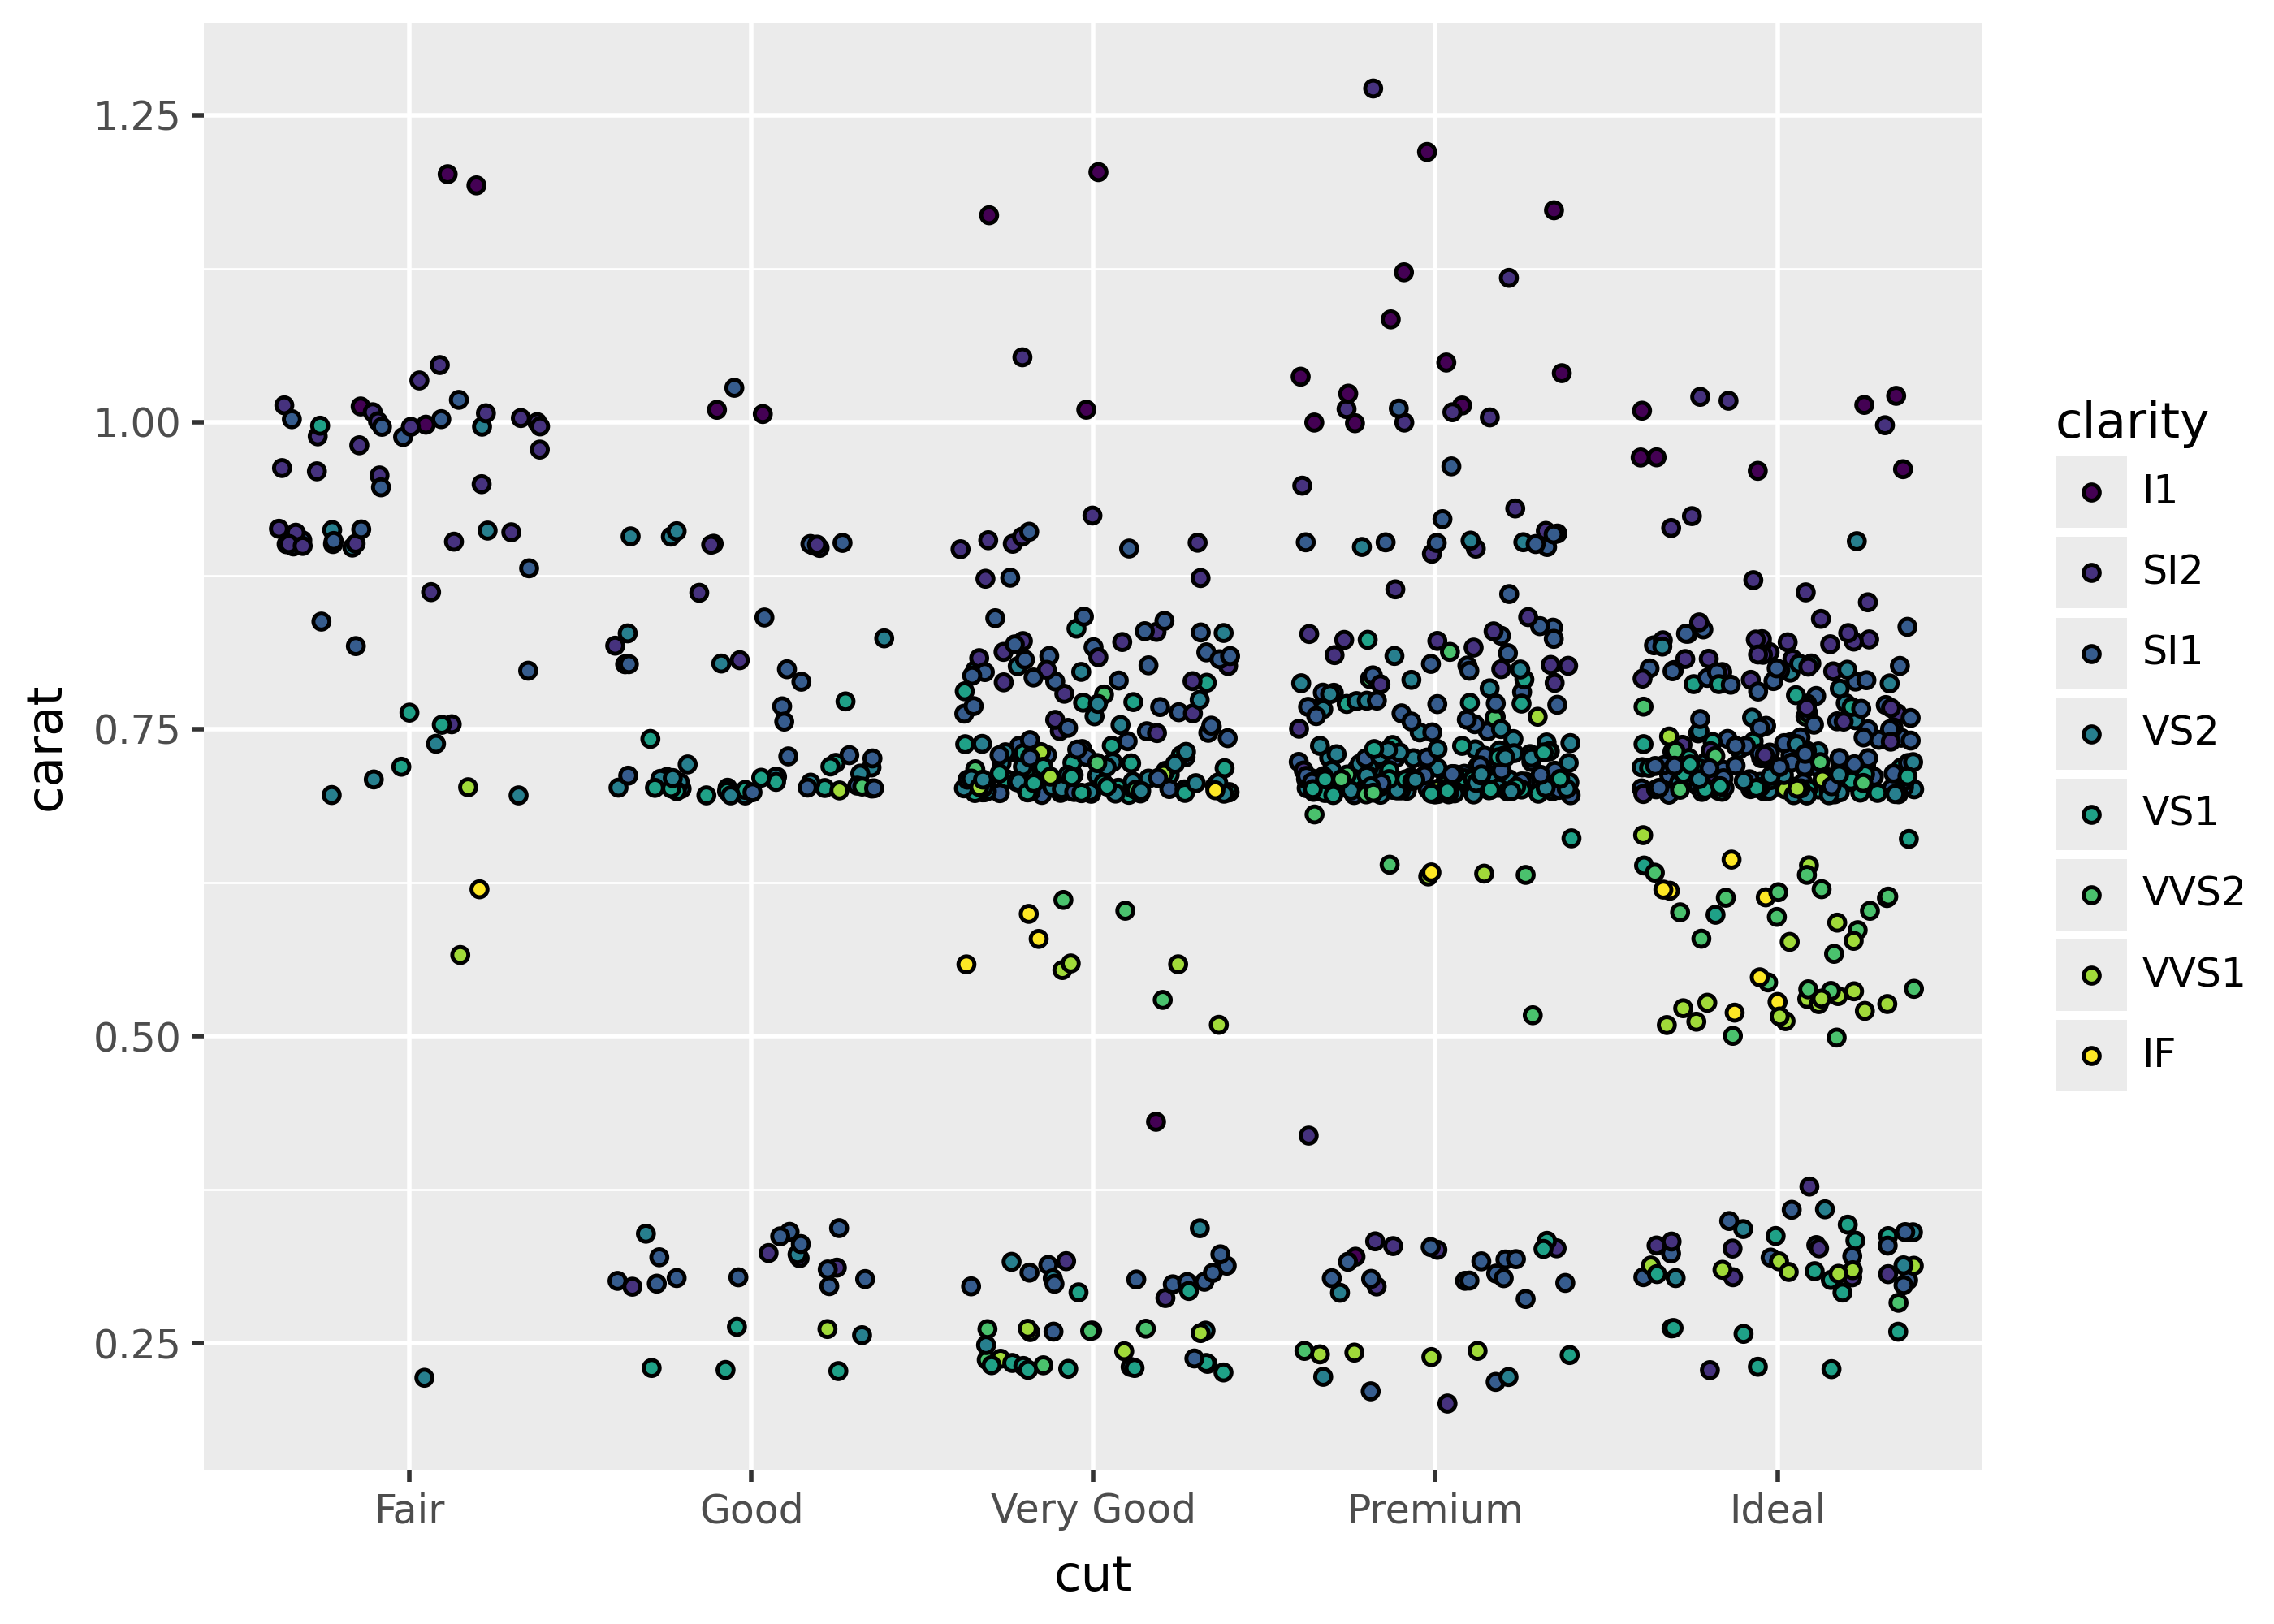 1.25
1.00
0.75
0.50
0.25
carat
Fair
Good
Very Good
Premium
Ideal
cut
clarity
I1
SI2
SI1
VS2
VS1
VVS2
VVS1
IF